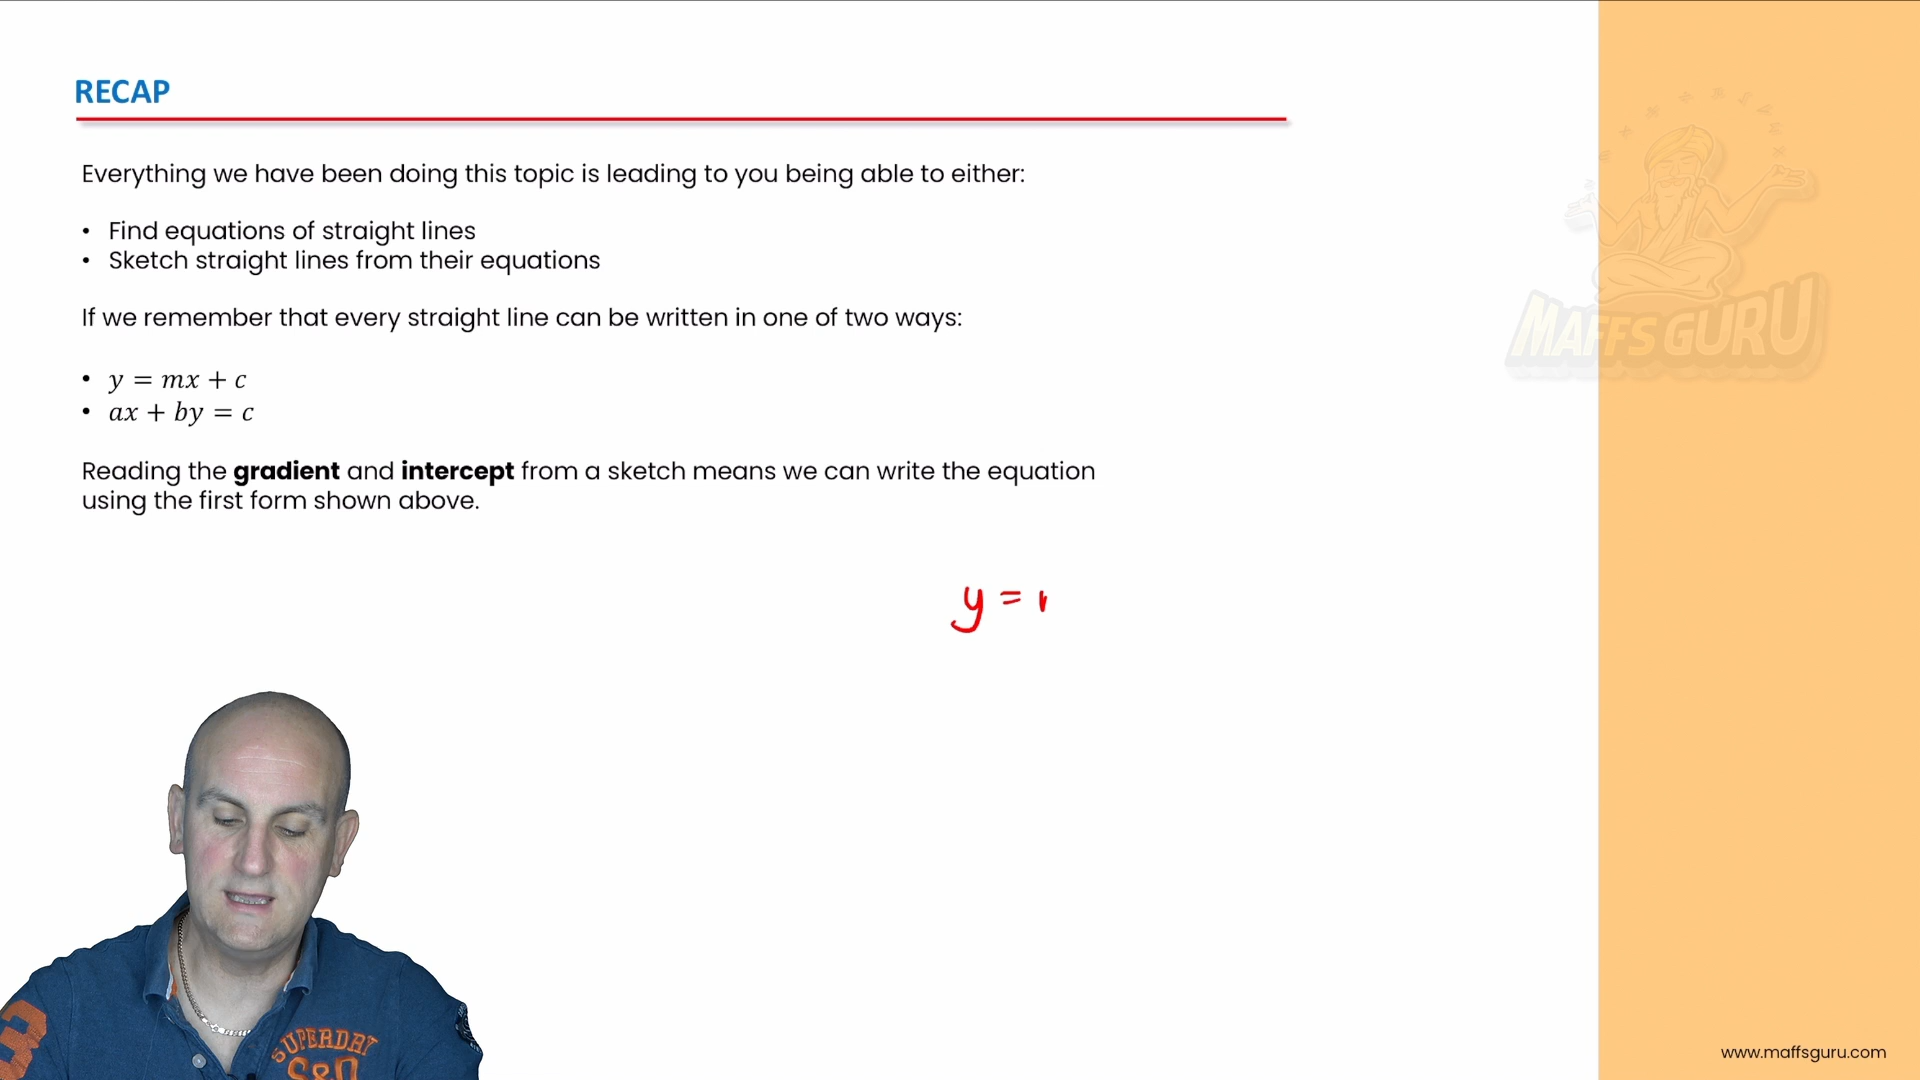 RECAP
Everything we have been doing this topic is leading to you being able to either:
• Find equations of straight lines
• Sketch straight lines from their equations
If we remember that every straight line can be written in one of two ways:
• y = mx + c
• ax + by = c
Reading the gradient and intercept from a sketch means we can write the equation
using the first form shown above.
y =
MAFFS GURU
SUPERDRY
S&D
3
www.maffsguru.com